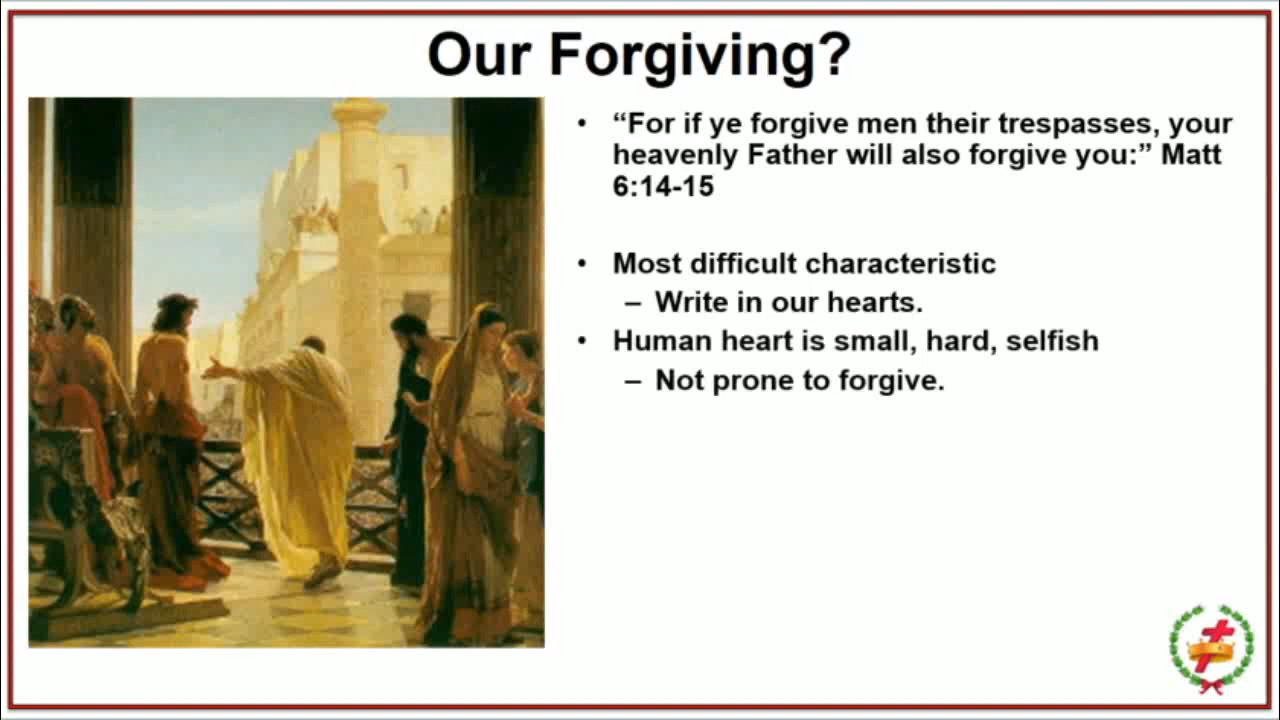 Our Forgiving?
• “For if ye forgive men their trespasses, your
heavenly Father will also forgive you:” Matt
6:14-15
• Most difficult characteristic
– Write in our hearts.
• Human heart is small, hard, selfish
– Not prone to forgive.